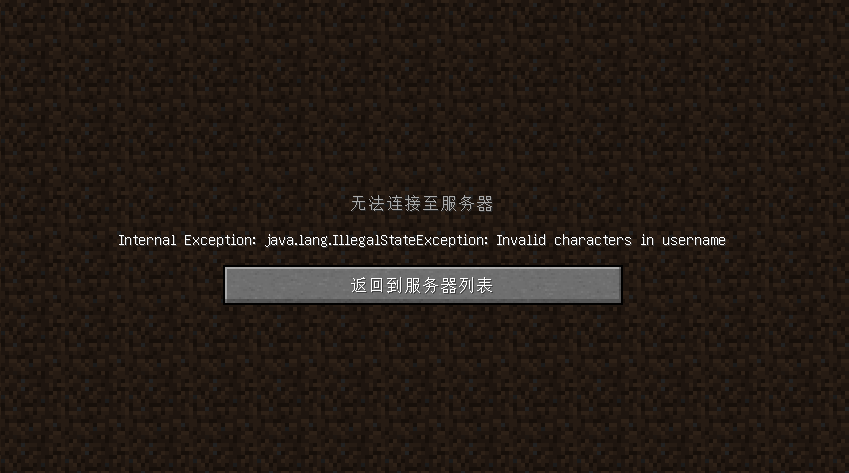 无法连接至服务器
Internal Exception: java.lang.IllegalStateException: Invalid characters in username
返回到服务器列表